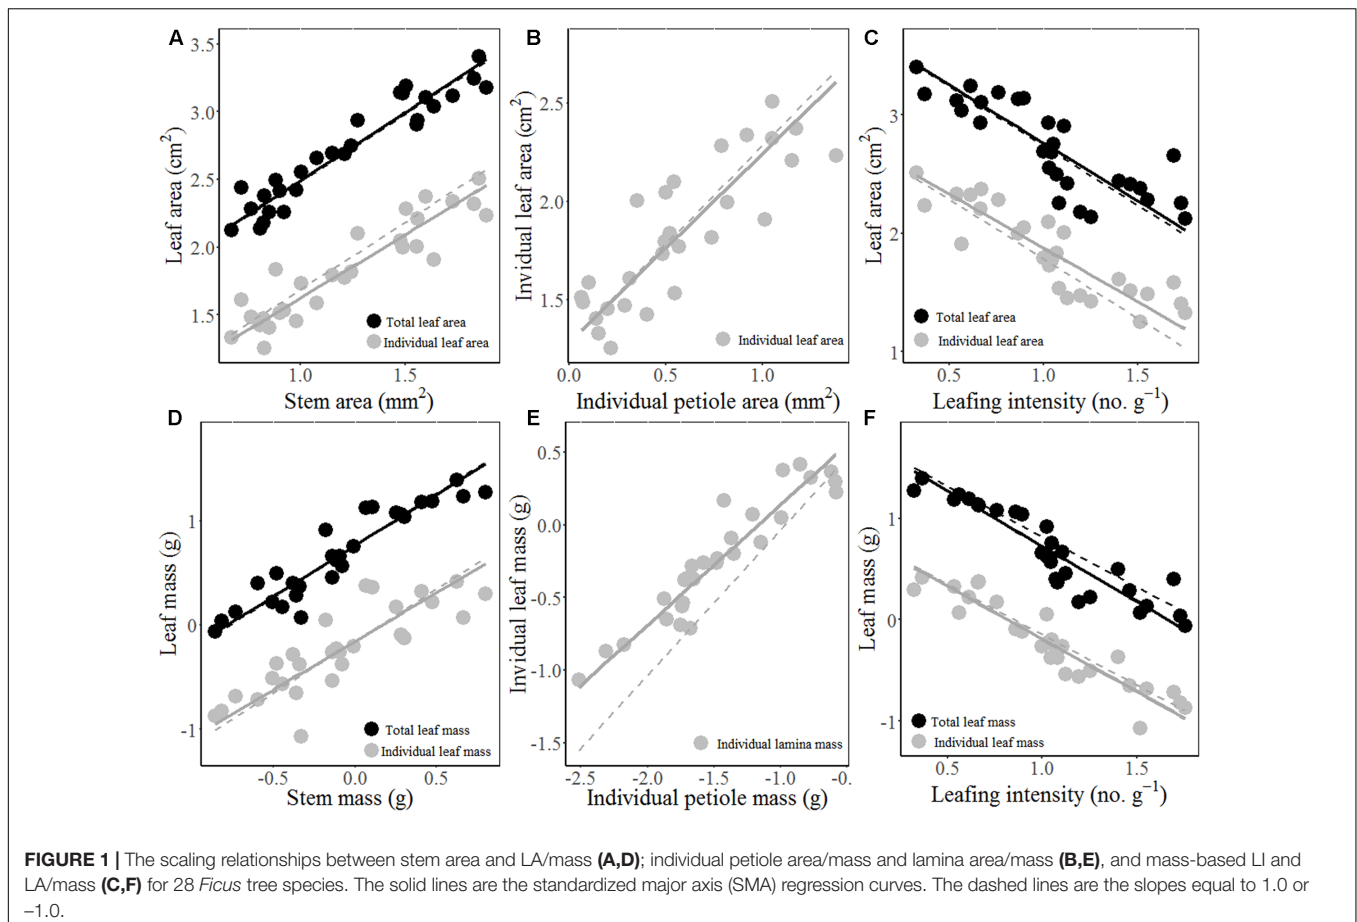 A
3.5
3.0
2.5
2.0
1.5
Leaf area (cm²)
Total leaf area
Individual leaf area
1.0 1.5
Stem area (mm²)
B
2.5
2.0
1.5
Invidual leaf area (cm²)
Individual leaf area
0.0 0.5 1.0
Individual petiole area (mm²)
C
3
2
1
Leaf area (cm²)
Total leaf area
Individual leaf area
0.5 1.0 1.5
Leafing intensity (no. g⁻¹)
D
1
0
-1
Leaf mass (g)
Total leaf mass
Individual leaf mass
-0.5 0.0 0.5
Stem mass (g)
E
0.5
0.0
-0.5
-1.0
-1.5
Invidual leaf mass (g)
Individual lamina mass
-2.5 -2.0 -1.5 -1.0 -0.
Individual petiole mass (g)
F
1
0
-1
Leaf mass (g)
Total leaf mass
Individual leaf mass
0.5 1.0 1.5
Leafing intensity (no. g⁻¹)
FIGURE 1 | The scaling relationships between stem area and LA/mass (A,D); individual petiole area/mass and lamina area/mass (B,E), and mass-based LI and
LA/mass (C,F) for 28 Ficus tree species. The solid lines are the standardized major axis (SMA) regression curves. The dashed lines are the slopes equal to 1.0 or
–1.0.